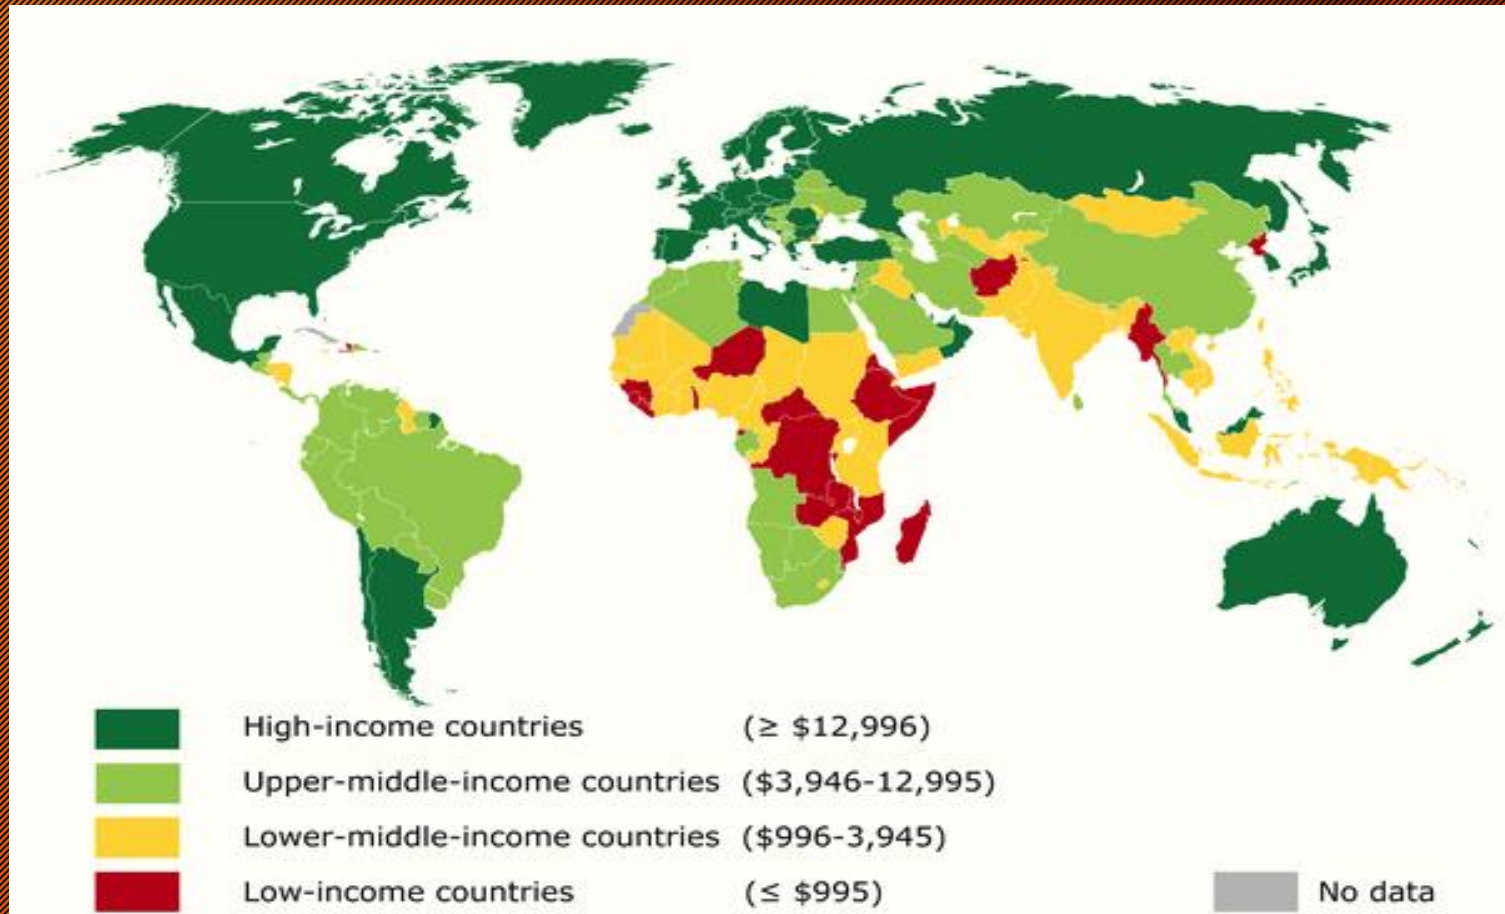 High-income countries (≥ $12,996)
Upper-middle-income countries ($3,946-12,995)
Lower-middle-income countries ($996-3,945)
Low-income countries (≤ $995)
No data